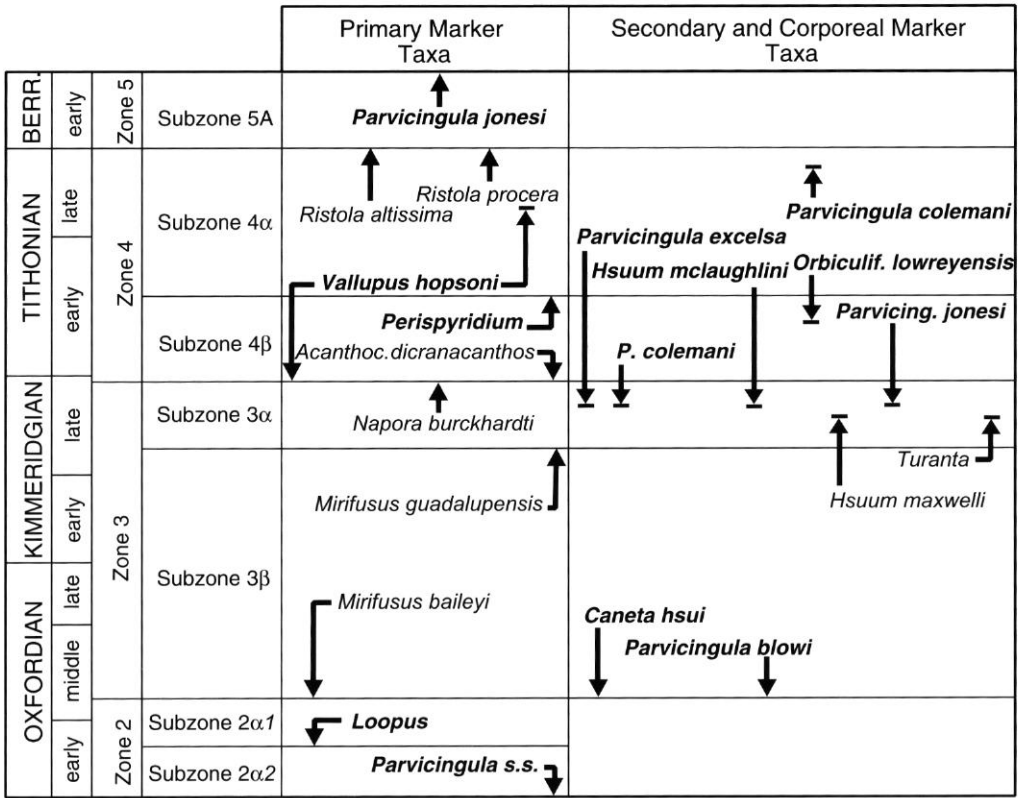 Primary Marker
Taxa
Secondary and Corporeal Marker
Taxa
BERR.
early
Zone 5
Subzone 5A
Parvicingula jonesi
TITHONIAN
late
early
Zone 4
Subzone 4α
Ristola procera
Ristola altissima
Parvicingula colemani
Parvicingula excelsa
Hsuum mclaughlini
Orbiculif. lowreyensis
Vallupus hopsoni
Subzone 4β
Perispyridium
Parvicing. jonesi
Acanthoc.dicranacanthos
P. colemani
KIMMERIDGIAN
late
early
Zone 3
Subzone 3α
Napora burckhardti
Turanta
Mirifusus guadalupensis
Hsuum maxwelli
Subzone 3β
OXFORDIAN
late
middle
early
Mirifusus baileyi
Caneta hsui
Parvicingula blowi
Zone 2
Subzone 2α1
Loopus
Subzone 2α2
Parvicingula s.s.